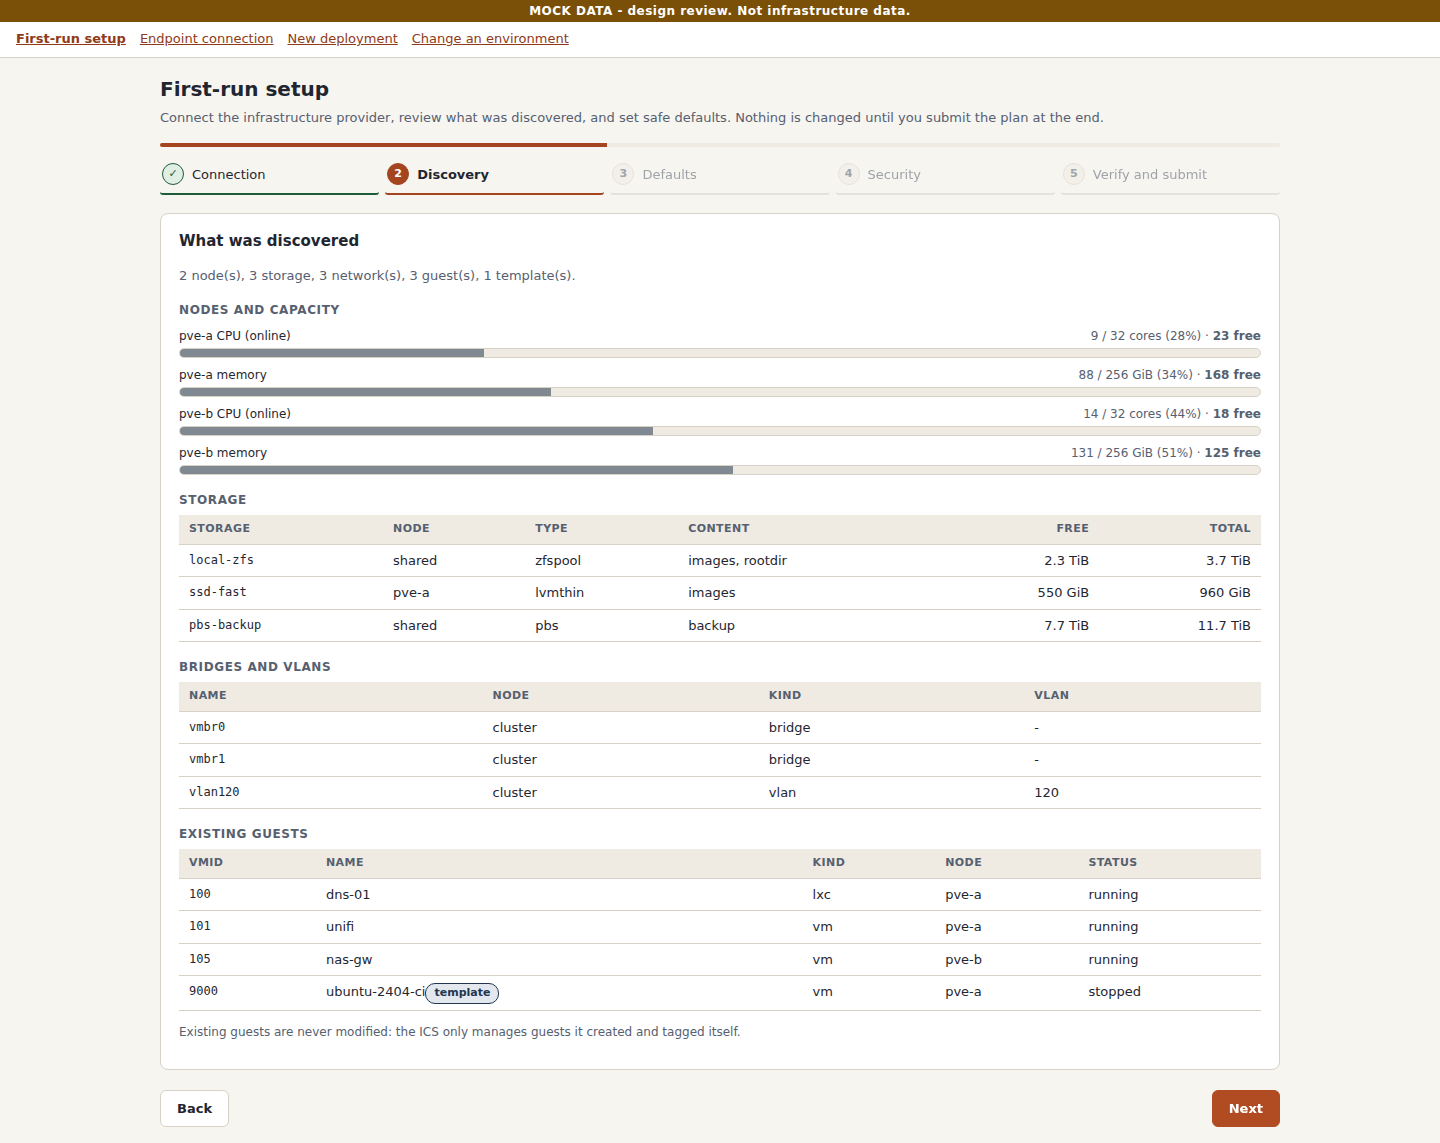 MOCK DATA - design review. Not infrastructure data.
First-run setup Endpoint connection New deployment Change an environment
First-run setup
Connect the infrastructure provider, review what was discovered, and set safe defaults. Nothing is changed until you submit the plan at the end.
✓ Connection 2 Discovery 3 Defaults 4 Security 5 Verify and submit
What was discovered
2 node(s), 3 storage, 3 network(s), 3 guest(s), 1 template(s).
NODES AND CAPACITY
pve-a CPU (online) 9 / 32 cores (28%) · 23 free
pve-a memory 88 / 256 GiB (34%) · 168 free
pve-b CPU (online) 14 / 32 cores (44%) · 18 free
pve-b memory 131 / 256 GiB (51%) · 125 free
STORAGE
STORAGE NODE TYPE CONTENT FREE TOTAL
local-zfs shared zfspool images, rootdir 2.3 TiB 3.7 TiB
ssd-fast pve-a lvmthin images 550 GiB 960 GiB
pbs-backup shared pbs backup 7.7 TiB 11.7 TiB
BRIDGES AND VLANS
NAME NODE KIND VLAN
vmbr0 cluster bridge -
vmbr1 cluster bridge -
vlan120 cluster vlan 120
EXISTING GUESTS
VMID NAME KIND NODE STATUS
100 dns-01 lxc pve-a running
101 unifi vm pve-a running
105 nas-gw vm pve-b running
9000 ubuntu-2404-ci template vm pve-a stopped
Existing guests are never modified: the ICS only manages guests it created and tagged itself.
Back Next